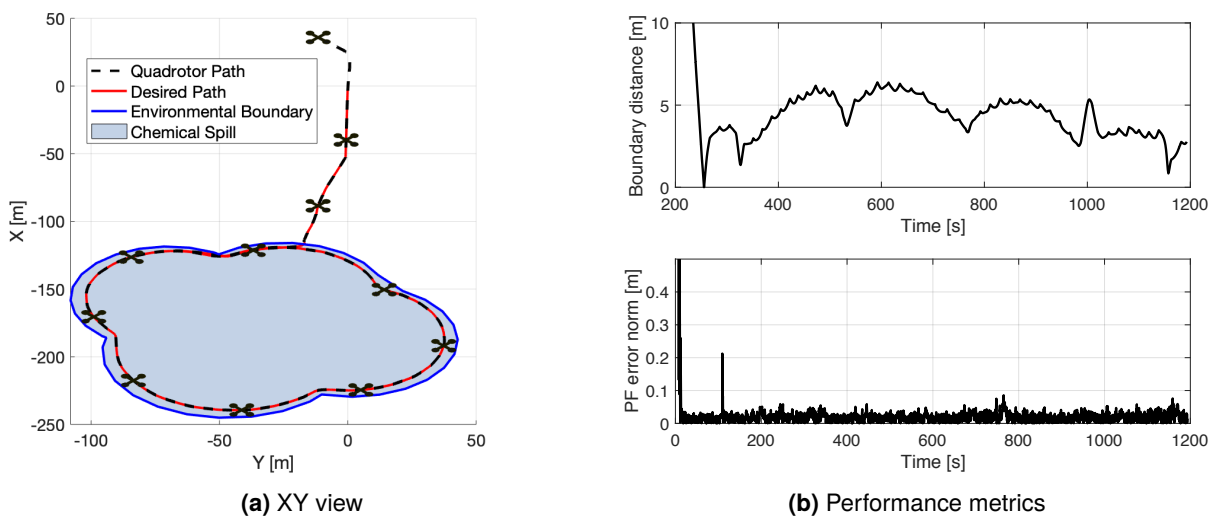 50
0
-50
-100
-150
-200
-250
X [m]
Quadrotor Path
Desired Path
Environmental Boundary
Chemical Spill
-100
-50
0
50
Y [m]
(a) XY view
10
5
0
Boundary distance [m]
200
400
600
800
1000
1200
Time [s]
0.4
0.3
0.2
0.1
0
PF error norm [m]
0
200
400
600
800
1000
1200
Time [s]
(b) Performance metrics